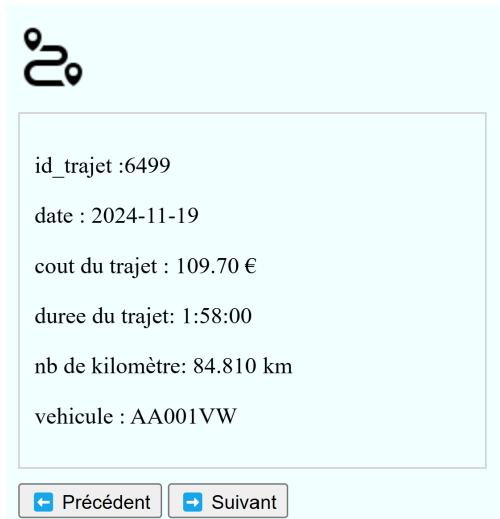 id_trajet :6499
date : 2024-11-19
cout du trajet : 109.70 €
duree du trajet: 1:58:00
nb de kilomètre: 84.810 km
vehicule : AA001VW
⬅️ Précédent ➡️ Suivant